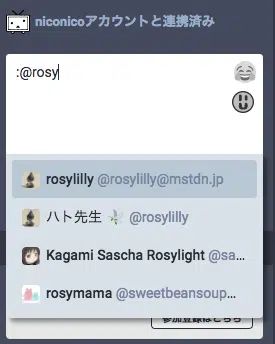 niconicoアカウントと連携済み
:@rosy
rosylilly @rosylilly@mstdn.jp
ハト先生 🕊 @rosylilly
Kagami Sascha Rosylight @sa...
rosymama @sweetbeansoup...
参加登録はこちら